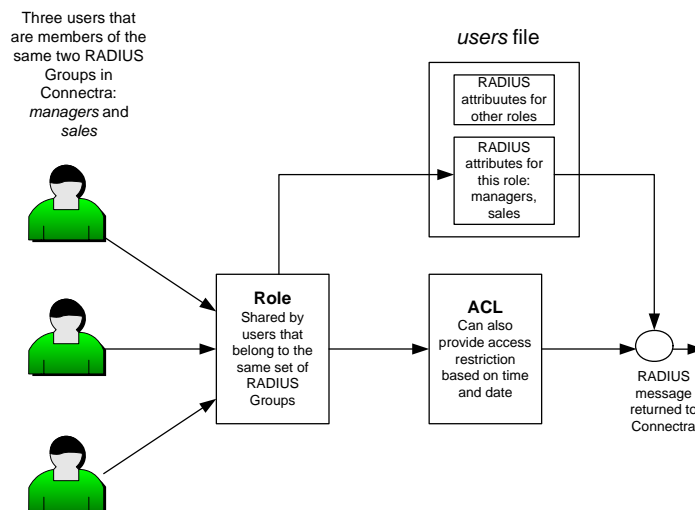 Three users that
are members of the
same two RADIUS
Groups in
Connectra:
managers and
sales
users file
RADIUS
attribuutes for
other roles
RADIUS
attributes for
this role:
managers,
sales
Role
Shared by
users that
belong to the
same set of
RADIUS
Groups
ACL
Can also
provide access
restriction
based on time
and date
RADIUS
message
returned to
Connectra